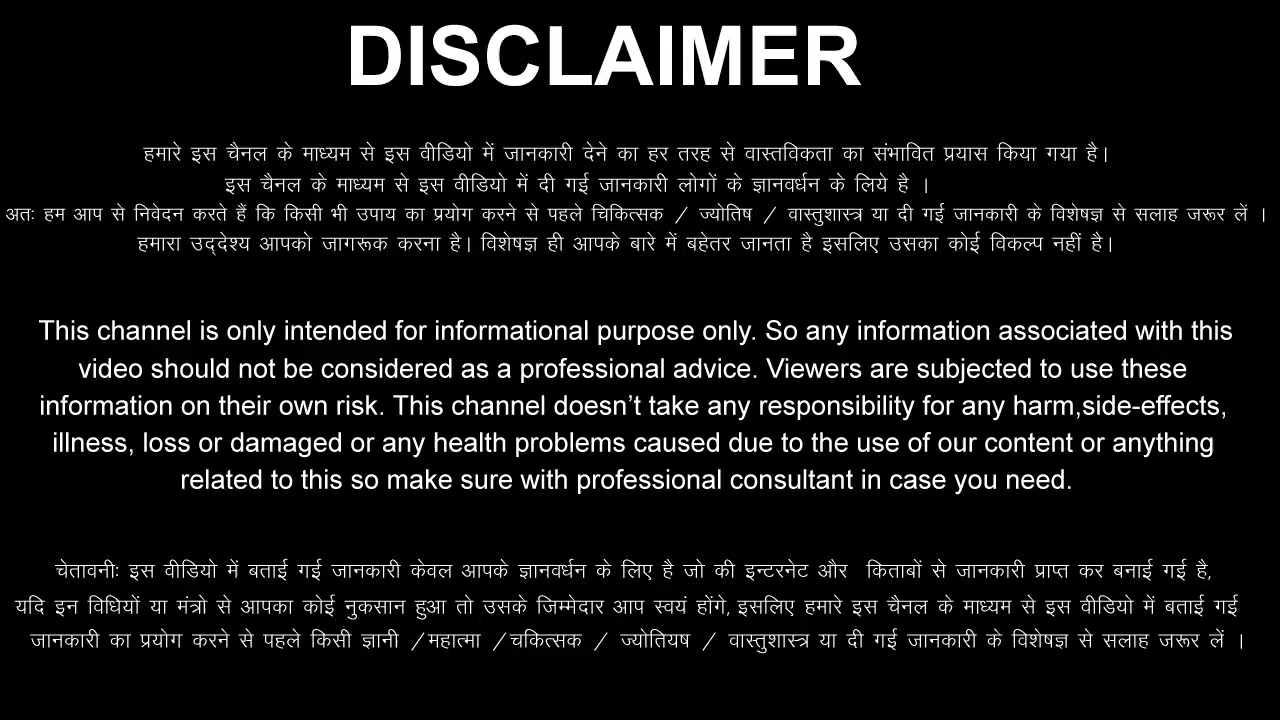 DISCLAIMER
हमारे इस चैनल के माध्यम से इस वीडियो में जानकारी देने का हर तरह से वास्तविकता का संभावित प्रयास किया गया है।
इस चैनल के माध्यम से इस वीडियो में दी गई जानकारी लोगों के ज्ञानवर्धन के लिये है ।
अतः हम आप से निवेदन करते हैं कि किसी भी उपाय का प्रयोग करने से पहले चिकित्सक / ज्योतिष / वास्तुशास्त्र या दी गई जानकारी के विशेषज्ञ से सलाह जरूर लें ।
हमारा उद्देश्य आपको जागरूक करना है। विशेषज्ञ ही आपके बारे में बहेतर जानता है इसलिए उसका कोई विकल्प नहीं है।
This channel is only intended for informational purpose only. So any information associated with this
video should not be considered as a professional advice. Viewers are subjected to use these
information on their own risk. This channel doesn’t take any responsibility for any harm,side-effects,
illness, loss or damaged or any health problems caused due to the use of our content or anything
related to this so make sure with professional consultant in case you need.
चेतावनीः इस वीडियो में बताई गई जानकारी केवल आपके ज्ञानवर्धन के लिए है जो की इन्टरनेट और किताबों से जानकारी प्राप्त कर बनाई गई है,
यदि इन विधियों या मंत्रो से आपका कोई नुकसान हुआ तो उसके जिम्मेदार आप स्वयं होंगे, इसलिए हमारे इस चैनल के माध्यम से इस वीडियो में बताई गई
जानकारी का प्रयोग करने से पहले किसी ज्ञानी /महात्मा /चकित्सक / ज्योतियष / वास्तुशास्त्र या दी गई जानकारी के विशेषज्ञ से सलाह जरूर लें ।